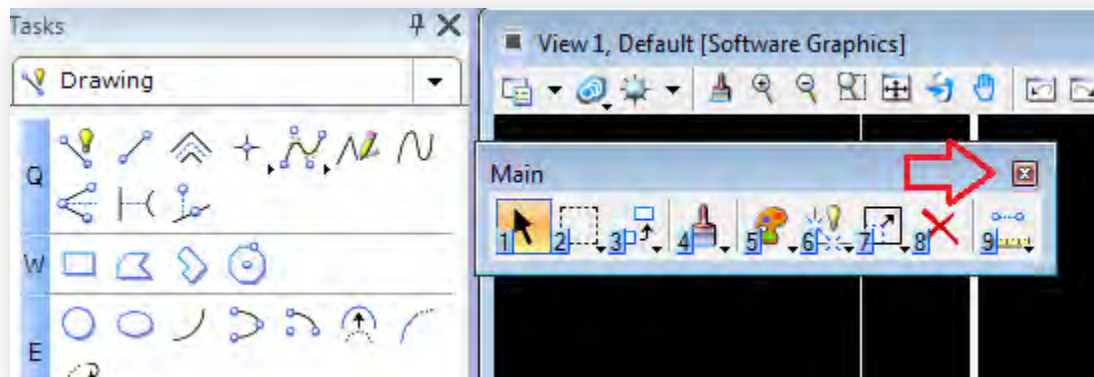 Tasks
Drawing
Q
W
E
View 1, Default [Software Graphics]
Main
1 2 3 4 5 6 7 8 9